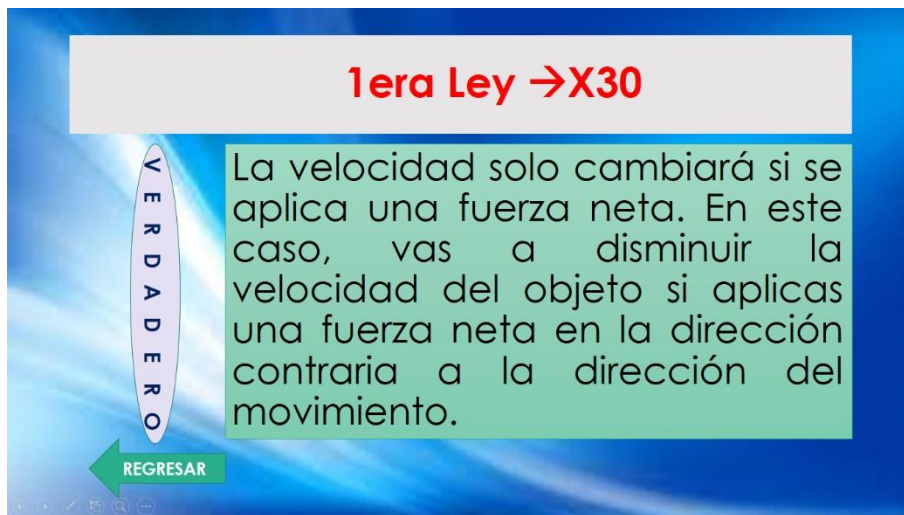 1era Ley →X30
VERDADERO
La velocidad solo cambiará si se
aplica una fuerza neta. En este
caso, vas a disminuir la
velocidad del objeto si aplicas
una fuerza neta en la dirección
contraria a la dirección del
movimiento.
REGRESAR